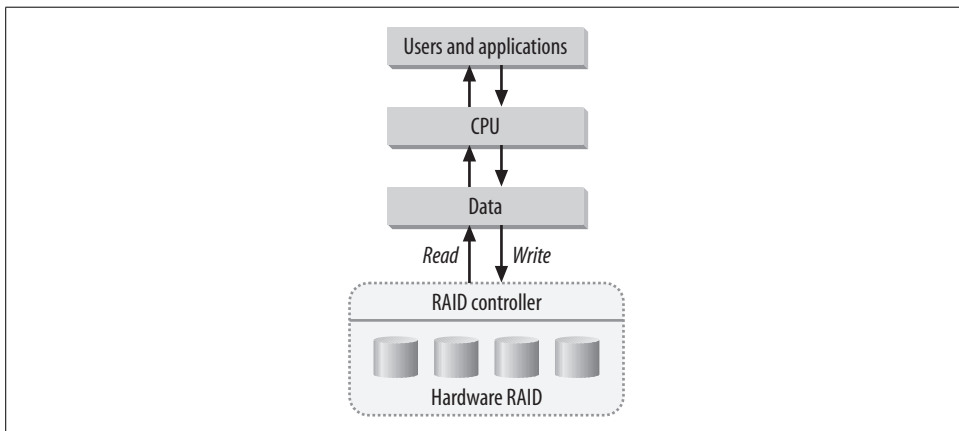 Users and applications
CPU
Data
Read Write
RAID controller
Hardware RAID